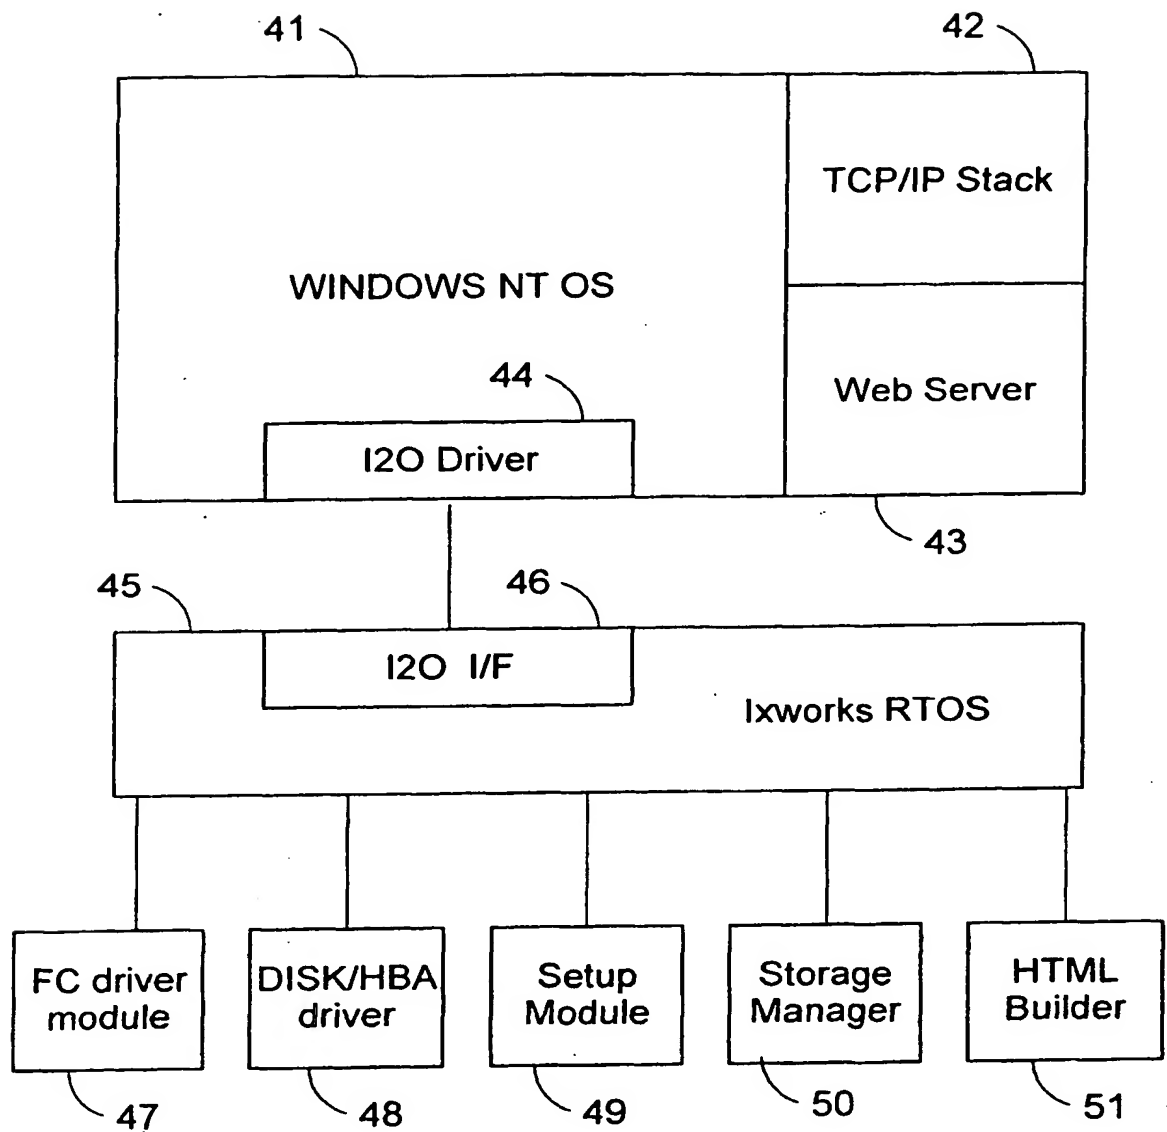 41
42
TCP/IP Stack
WINDOWS NT OS
44
Web Server
I2O Driver
43
45
46
I2O I/F
Ixworks RTOS
FC driver
module
DISK/HBA
driver
Setup
Module
Storage
Manager
HTML
Builder
47
48
49
50
51